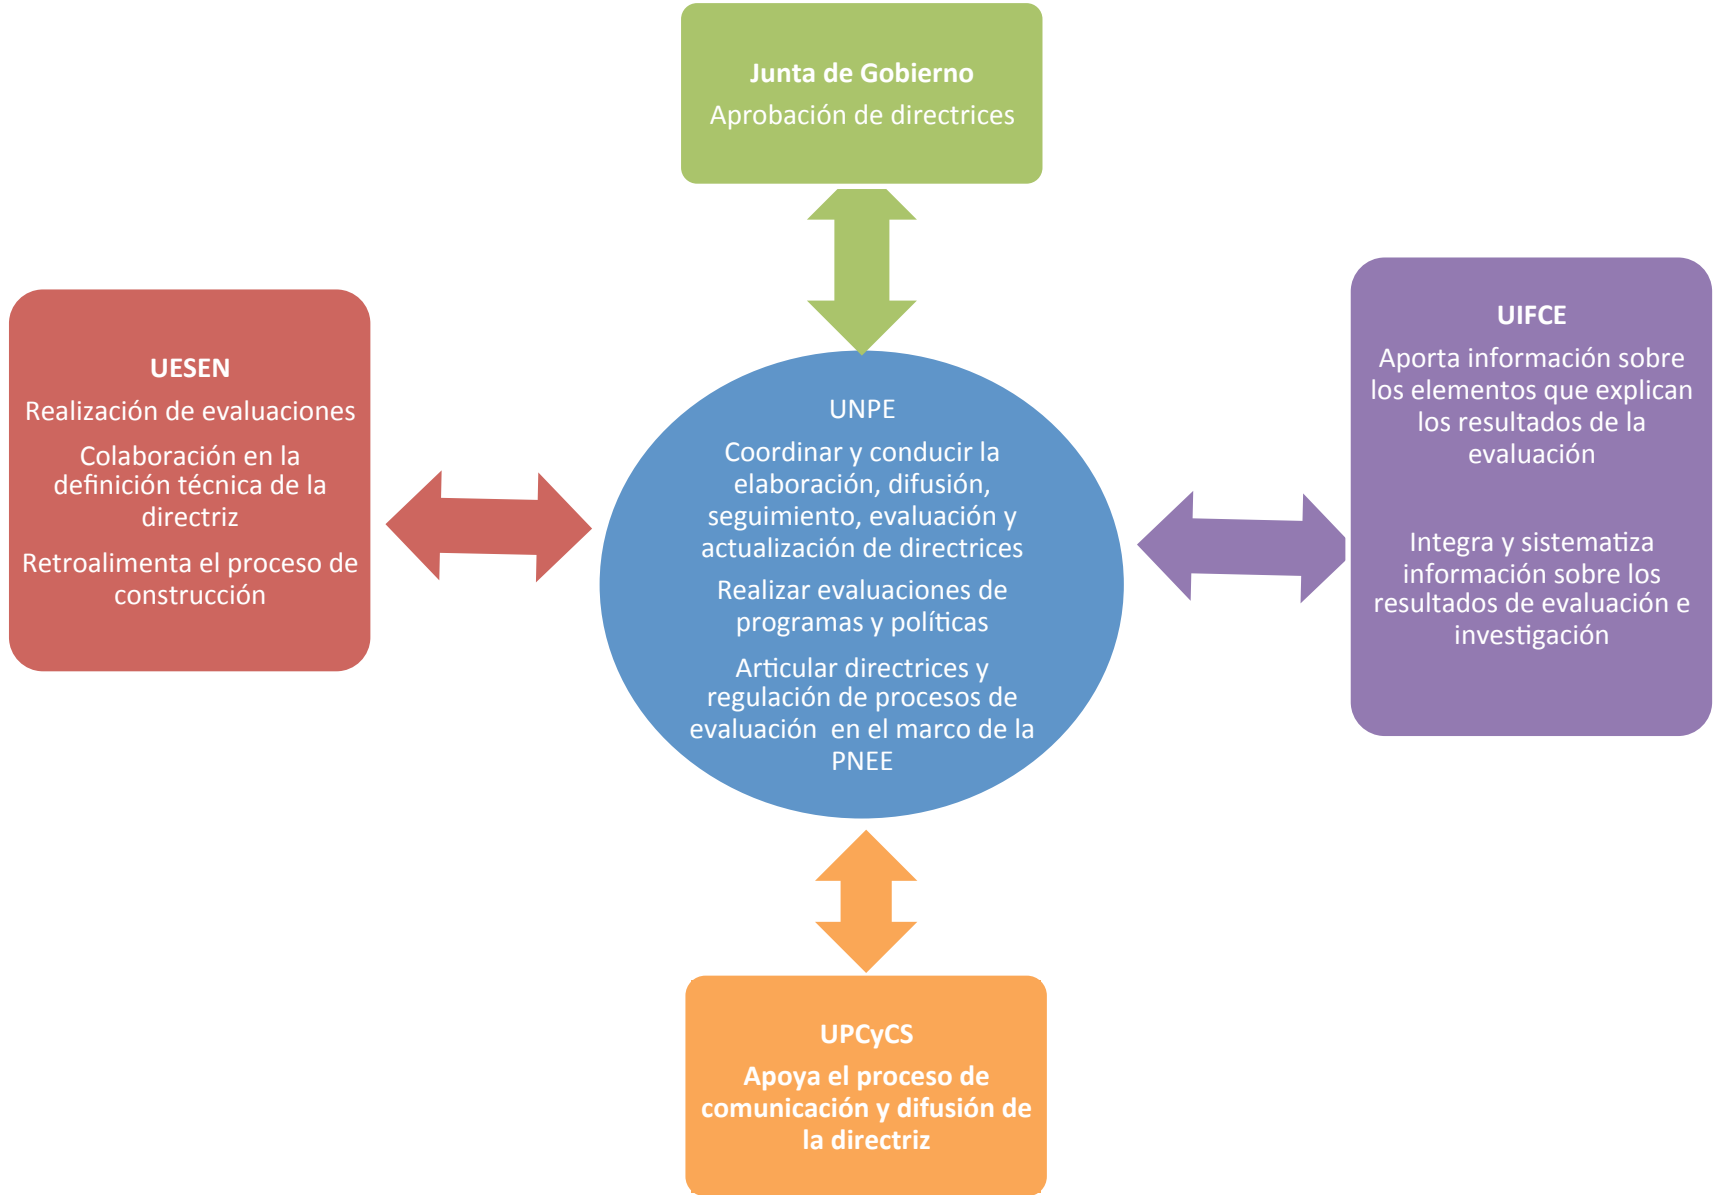 Junta de Gobierno
Aprobación de directrices
UESEN
Realización de evaluaciones
Colaboración en la
definición técnica de la
directriz
Retroalimenta el proceso de
construcción
UNPE
Coordinar y conducir la
elaboración, difusión,
seguimiento, evaluación y
actualización de directrices
Realizar evaluaciones de
programas y políticas
Articular directrices y
regulación de procesos de
evaluación  en el marco de la
PNEE
UIFCE
Aporta información sobre
los elementos que explican
los resultados de la
evaluación
Integra y sistematiza
información sobre los
resultados de evaluación e
investigación
UPCyCS
Apoya el proceso de
comunicación y difusión de
la directriz